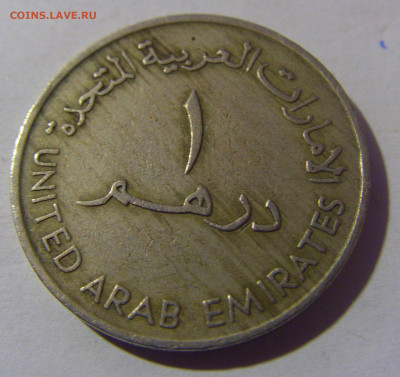 COINS.LAVE.RU
الإمارات العربية المتحدة
١
درهم
UNITED ARAB EMIRATES